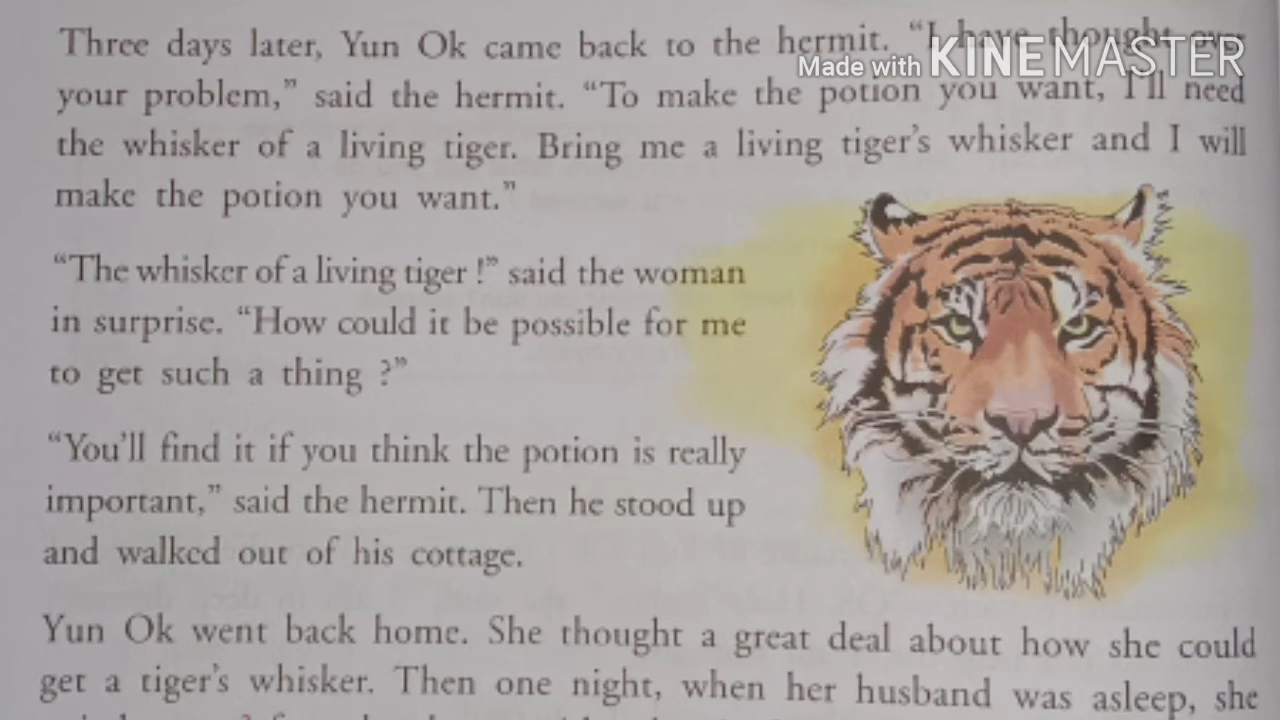 Three days later, Yun Ok came back to the hermit. "I have thought over
Made with KINEMASTER
your problem," said the hermit. "To make the potion you want, I'll need
the whisker of a living tiger. Bring me a living tiger's whisker and I will
make the potion you want."
"The whisker of a living tiger !" said the woman
in surprise. "How could it be possible for me
to get such a thing ?"
"You'll find it if you think the potion is really
important," said the hermit. Then he stood up
and walked out of his cottage.
Yun Ok went back home. She thought a great deal about how she could
get a tiger's whisker. Then one night, when her husband was asleep, she